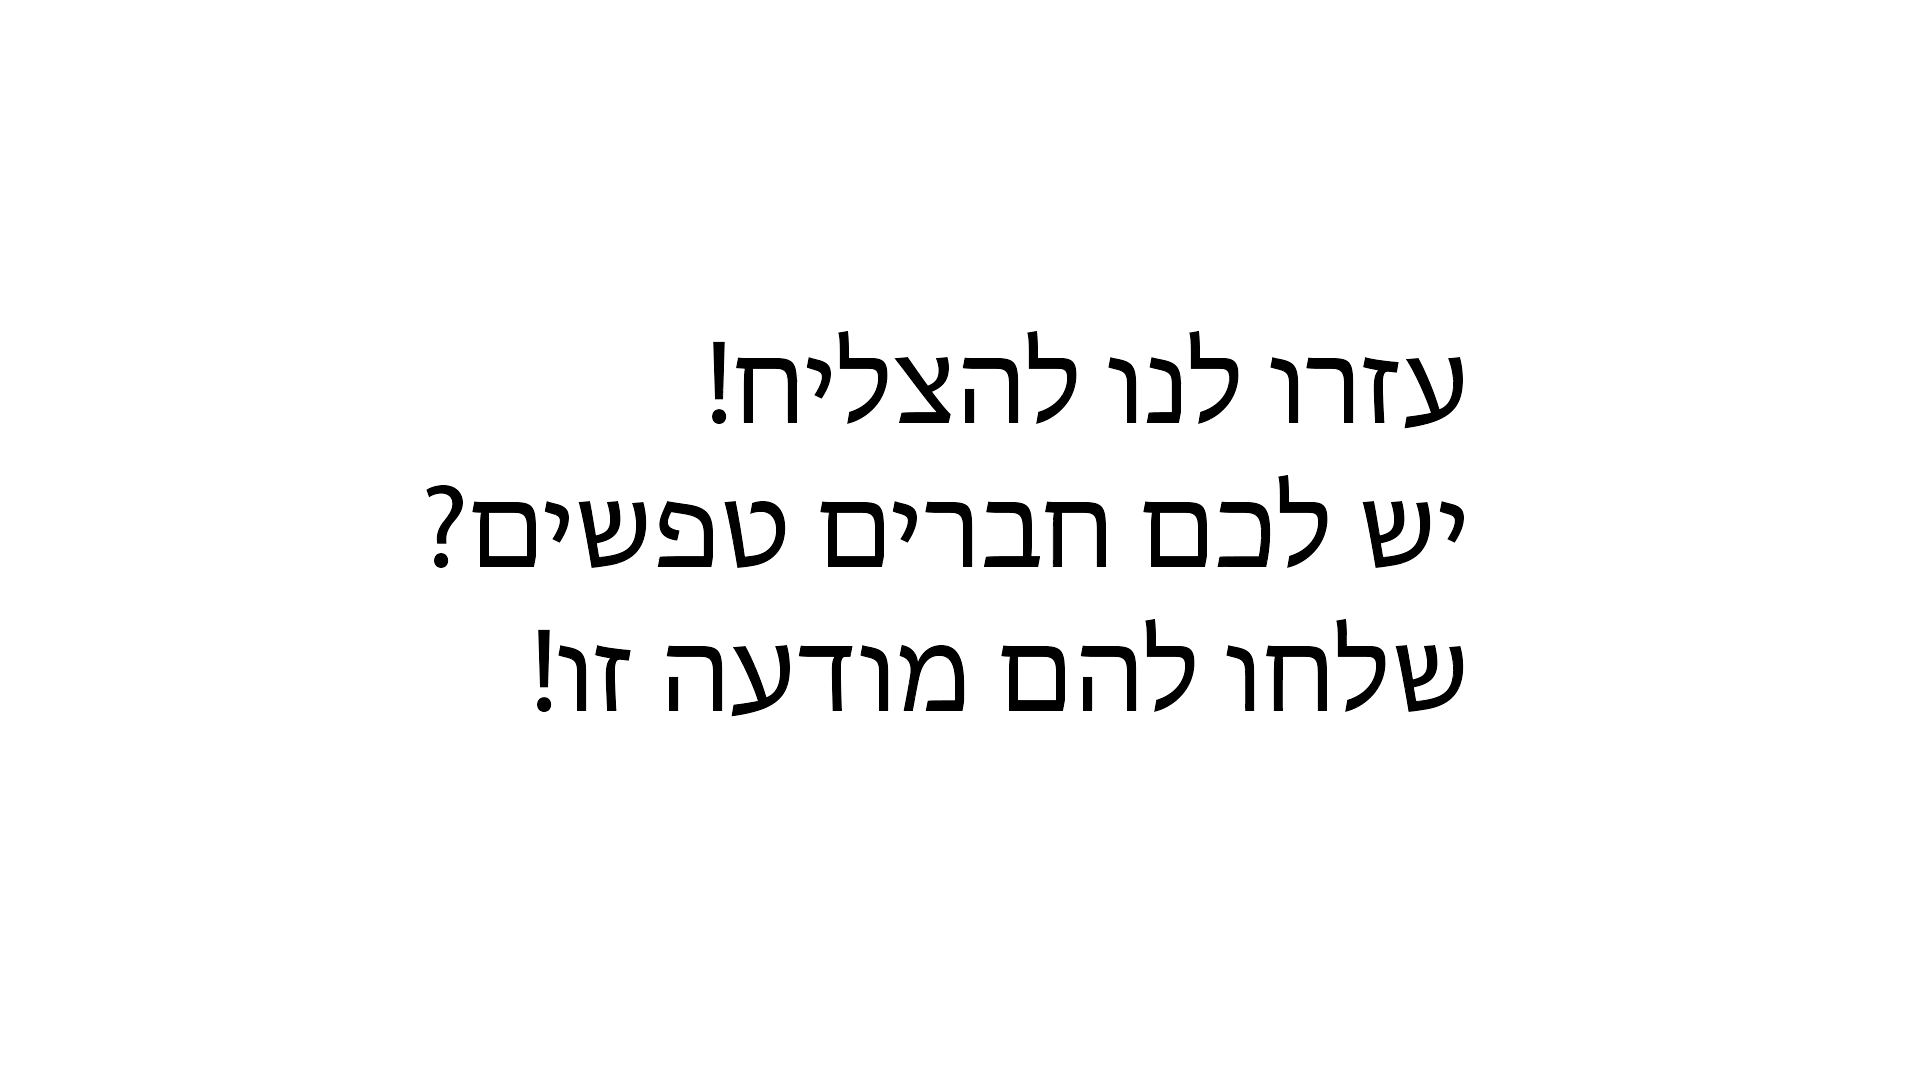 עזרו לנו להצליח!
יש לכם חברים טפשים?
שלחו להם מודעה זו!